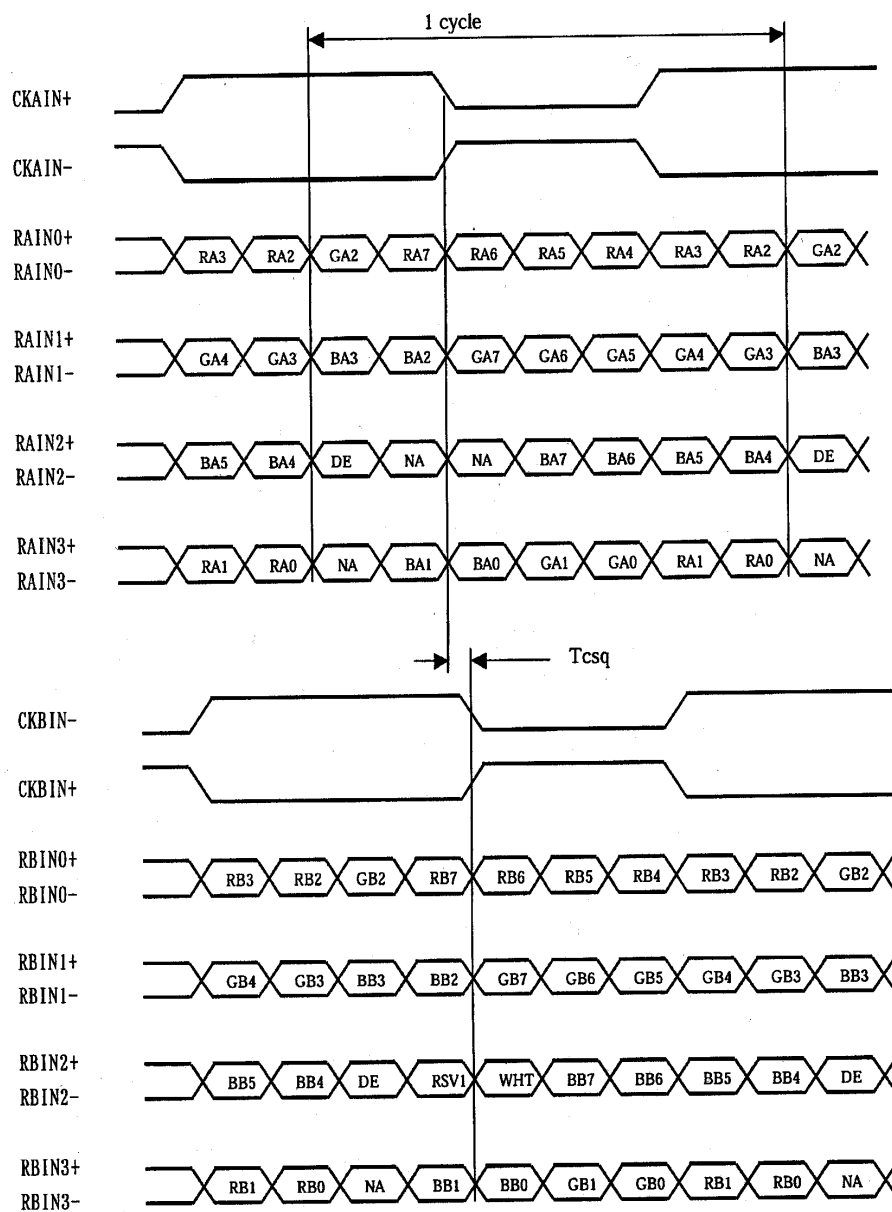 1 cycle
CKAIN+
CKAIN-
RAIN0+
RAIN0-
RA3 RA2 GA2 RA7 RA6 RA5 RA4 RA3 RA2 GA2
RAIN1+
RAIN1-
GA4 GA3 BA3 BA2 GA7 GA6 GA5 GA4 GA3 BA3
RAIN2+
RAIN2-
BA5 BA4 DE NA NA BA7 BA6 BA5 BA4 DE
RAIN3+
RAIN3-
RA1 RA0 NA BA1 BA0 GA1 GA0 RA1 RA0 NA
Tcsq
CKBIN-
CKBIN+
RBIN0+
RBIN0-
RB3 RB2 GB2 RB7 RB6 RB5 RB4 RB3 RB2 GB2
RBIN1+
RBIN1-
GB4 GB3 BB3 BB2 GB7 GB6 GB5 GB4 GB3 BB3
RBIN2+
RBIN2-
BB5 BB4 DE RSV1 WHT BB7 BB6 BB5 BB4 DE
RBIN3+
RBIN3-
RB1 RB0 NA BB1 BB0 GB1 GB0 RB1 RB0 NA